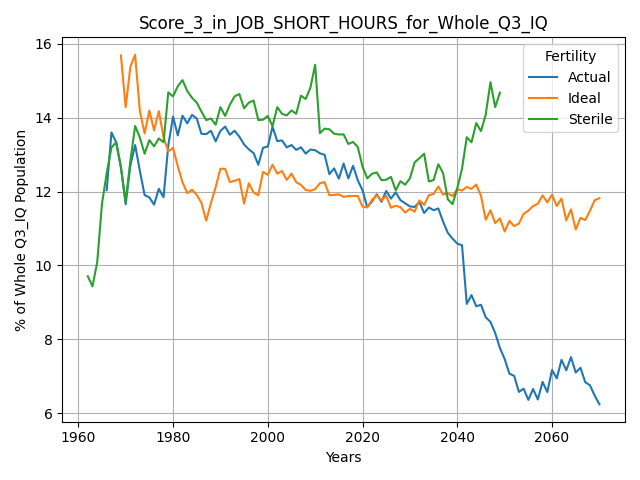 Score_3_in_JOB_SHORT_HOURS_for_Whole_Q3_IQ
% of Whole Q3_IQ Population
16
14
12
10
8
6
Fertility
Actual
Ideal
Sterile
1960
1980
2000
2020
2040
2060
Years